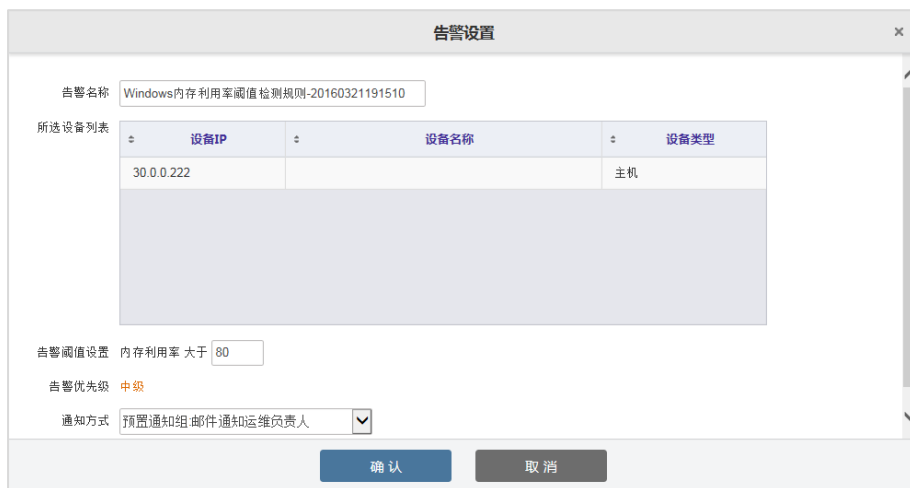 告警设置
×
告警名称 Windows内存利用率阈值检测规则-20160321191510
所选设备列表
设备IP 设备名称 设备类型
30.0.0.222 主机
告警阈值设置 内存利用率 大于 80
告警优先级 中级
通知方式 预置通知组:邮件通知运维负责人
确认 取消